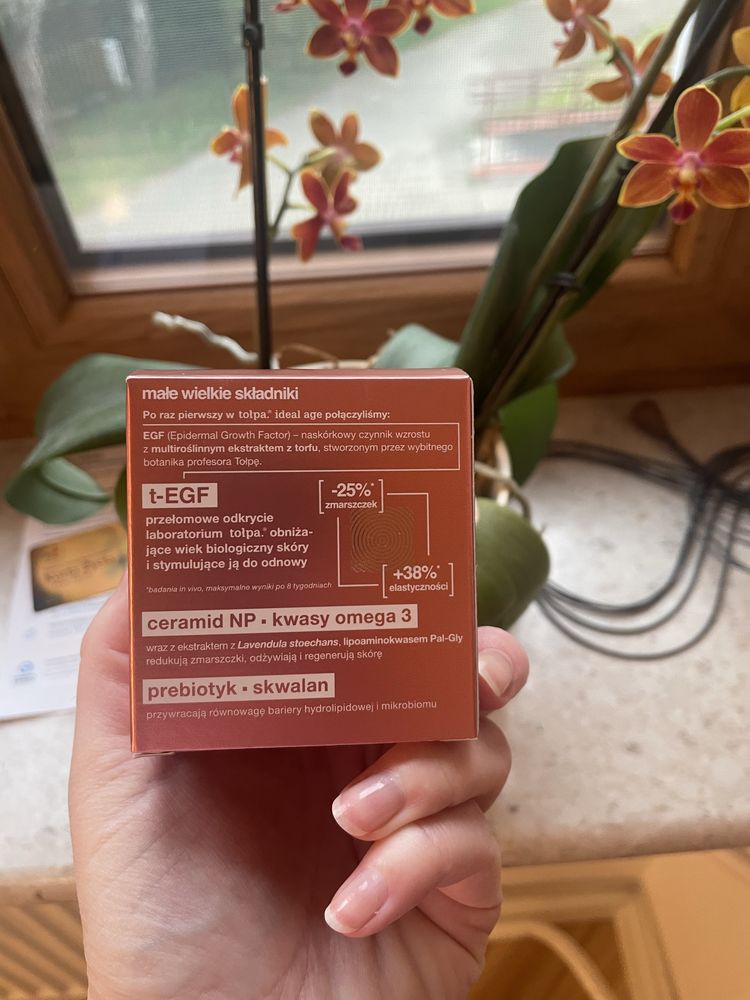 małe wielkie składniki
Po raz pierwszy w tołpa.® ideal age połączyliśmy:
EGF (Epidermal Growth Factor) – naskórkowy czynnik wzrostu
z multiroślinnym ekstraktem z torfu, stworzonym przez wybitnego
botanika profesora Tołpę.
t-EGF
przełomowe odkrycie
laboratorium tołpa.® obniża-
jące wiek biologiczny skóry
i stymulujące ją do odnowy
-25%*
zmarszczek
+38%*
elastyczności
*badania in vivo, maksymalne wyniki po 8 tygodniach
ceramid NP ▪ kwasy omega 3
wraz z ekstraktem z Lavendula stoechans, lipoaminokwasem Pal-Gly
redukują zmarszczki, odżywiają i regenerują skórę
prebiotyk ▪ skwalan
przywracają równowagę bariery hydrolipidowej i mikrobiomu